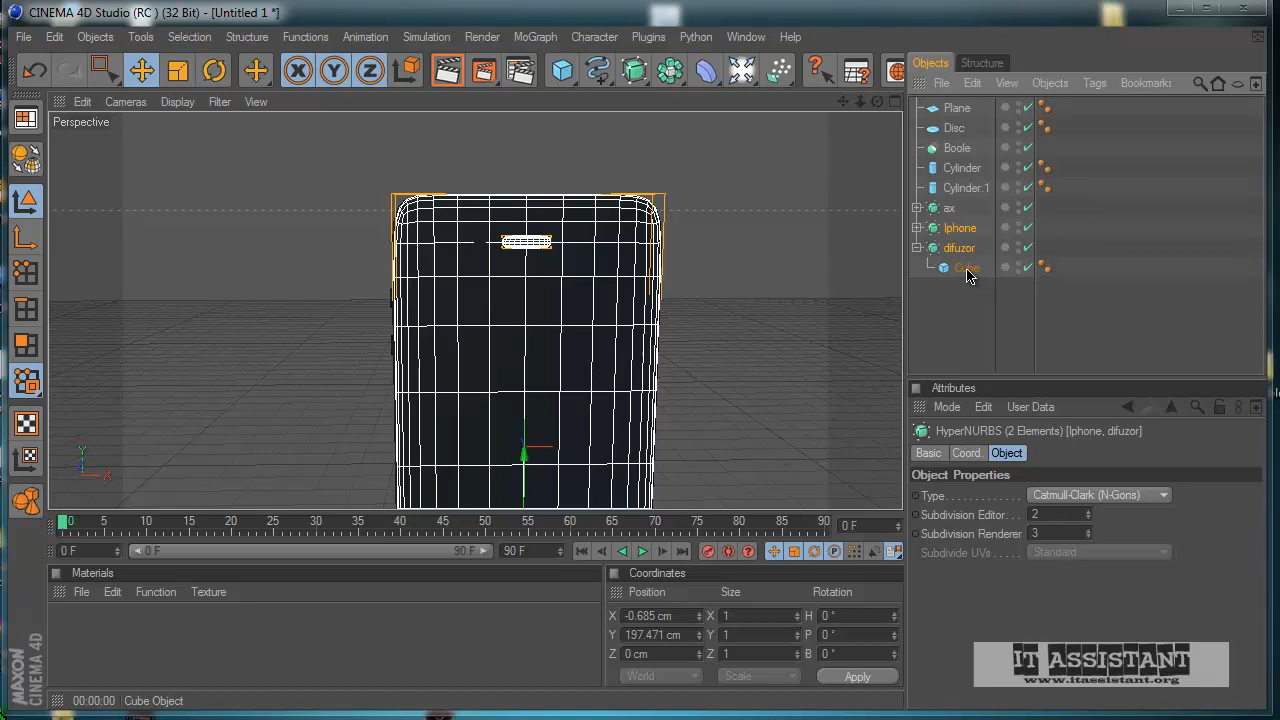 CINEMA 4D Studio (RC ) (32 Bit) - [Untitled 1 *]
File Edit Objects Tools Selection Structure Functions Animation Simulation Render MoGraph Character Plugins Python Window Help
X Y Z
Objects Structure
File Edit View Objects Tags Bookmarks
Edit Cameras Display Filter View
Perspective
Plane
Disc
Boole
Cylinder
Cylinder.1
ax
Iphone
difuzor
Cube
Y
X
Attributes
Mode Edit User Data
HyperNURBS (2 Elements) [Iphone, difuzor]
Basic Coord. Object
Object Properties
Type Catmull-Clark (N-Gons)
Subdivision Editor 2
Subdivision Renderer 3
Subdivide UVs Standard
0 5 10 15 20 25 30 35 40 45 50 55 60 65 70 75 80 85 90 0 F
0 F 0 F 90 F 90 F P
Materials
File Edit Function Texture
Coordinates
Position Size Rotation
X -0.685 cm X 1 H 0 °
Y 197.471 cm Y 1 P 0 °
Z 0 cm Z 1 B 0 °
World Scale Apply
MAXON
CINEMA 4D
00:00:00 Cube Object
IT ASSISTANT
www.itassistant.org